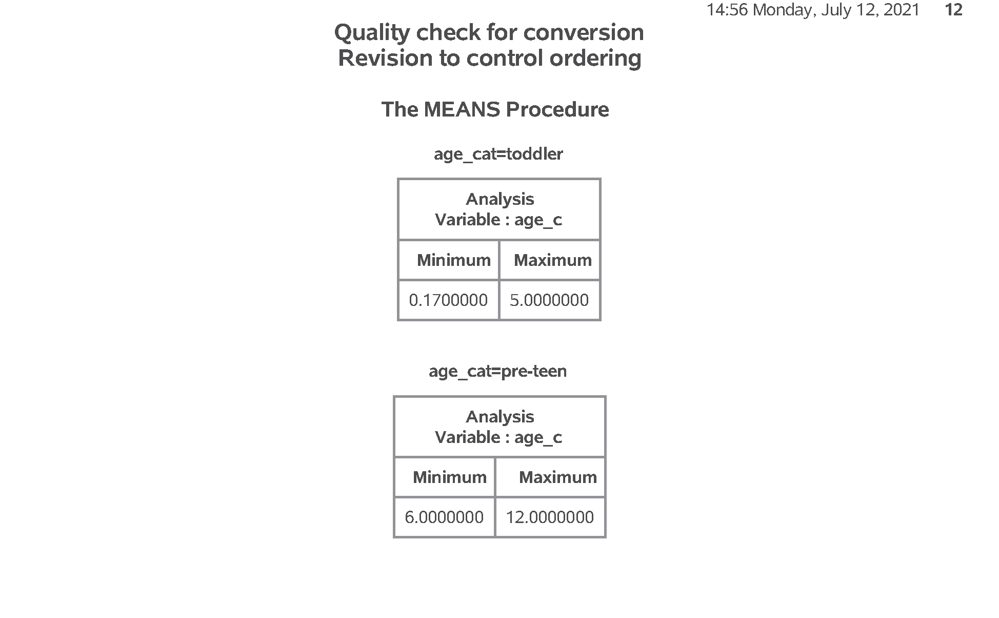 14:56 Monday, July 12, 2021 12
Quality check for conversion
Revision to control ordering
The MEANS Procedure
age_cat=toddler
Analysis
Variable : age_c
Minimum Maximum
0.1700000 5.0000000
age_cat=pre-teen
Analysis
Variable : age_c
Minimum Maximum
6.0000000 12.0000000